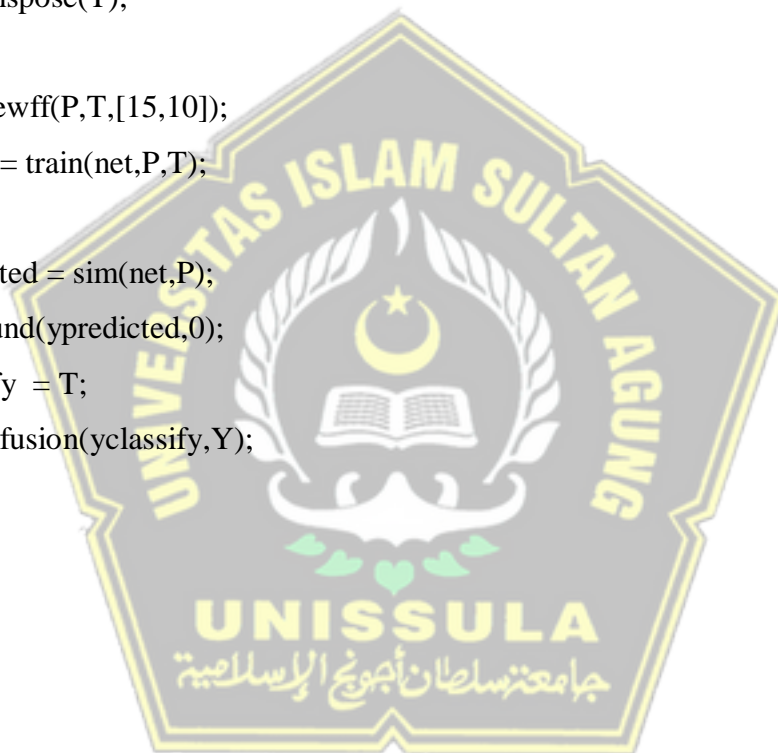 spose(T);
ewff(P,T,[15,10]);
= train(net,P,T);
ted = sim(net,P);
und(ypredicted,0);
fy = T;
fusion(yclassify,Y);
UNIVERSITAS ISLAM SULTAN AGUNG
UNISSULA
جامعة سلطان أجونج الإسلامية